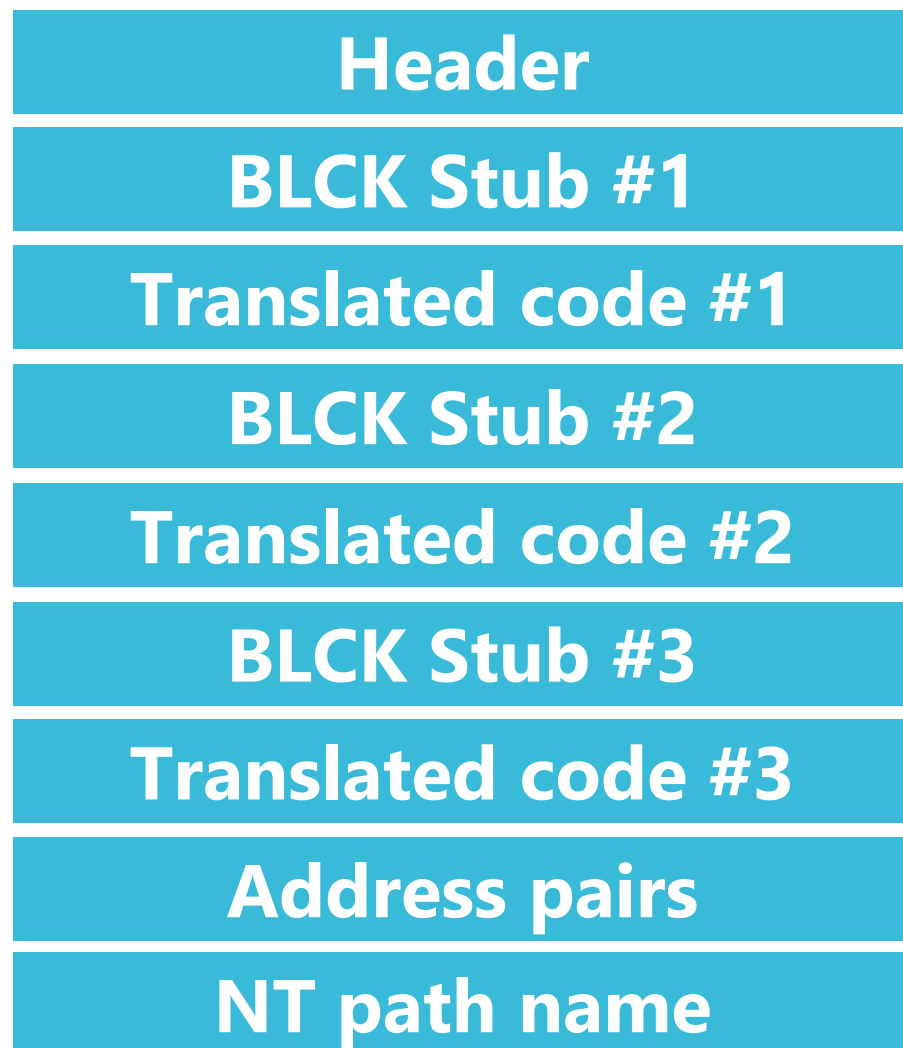 Header
BLCK Stub #1
Translated code #1
BLCK Stub #2
Translated code #2
BLCK Stub #3
Translated code #3
Address pairs
NT path name